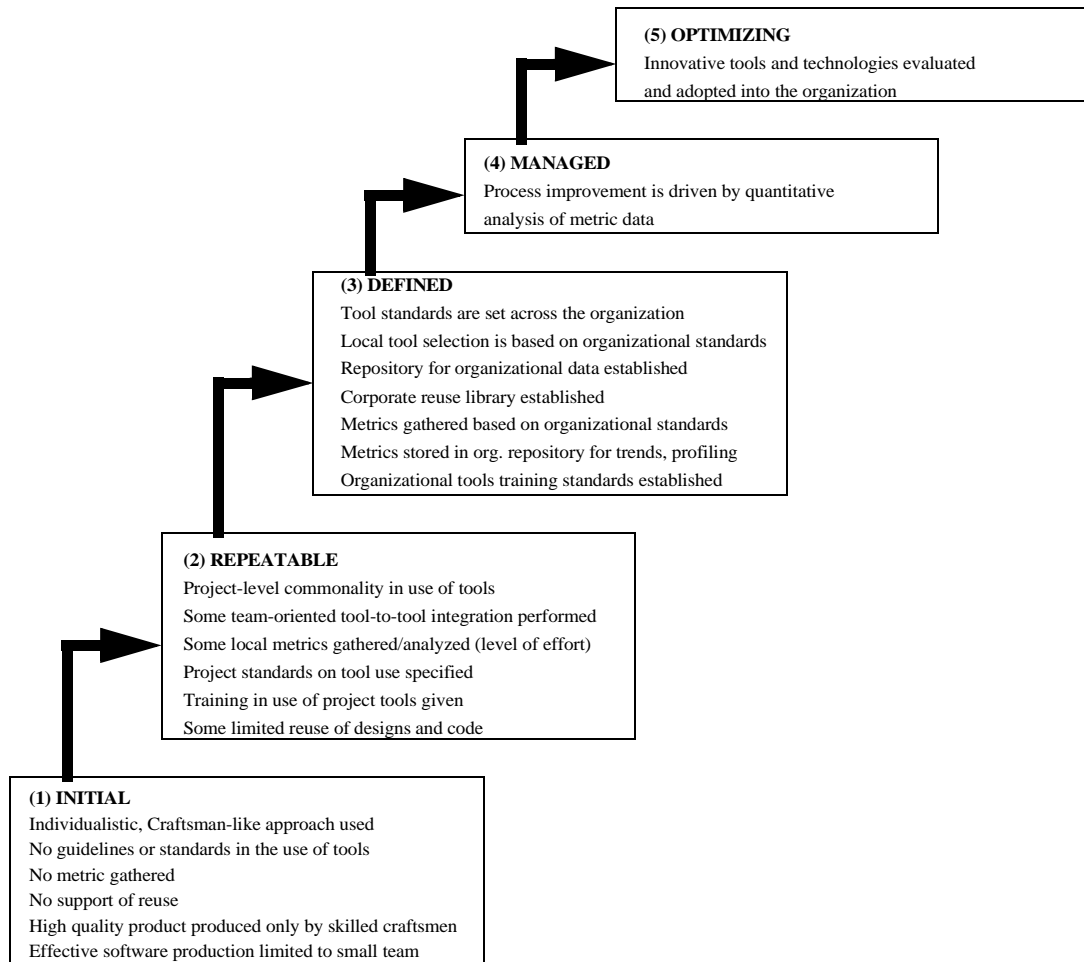 (5) OPTIMIZING
Innovative tools and technologies evaluated
and adopted into the organization
(4) MANAGED
Process improvement is driven by quantitative
analysis of metric data
(3) DEFINED
Tool standards are set across the organization
Local tool selection is based on organizational standards
Repository for organizational data established
Corporate reuse library established
Metrics gathered based on organizational standards
Metrics stored in org. repository for trends, profiling
Organizational tools training standards established
(2) REPEATABLE
Project-level commonality in use of tools
Some team-oriented tool-to-tool integration performed
Some local metrics gathered/analyzed (level of effort)
Project standards on tool use specified
Training in use of project tools given
Some limited reuse of designs and code
(1) INITIAL
Individualistic, Craftsman-like approach used
No guidelines or standards in the use of tools
No metric gathered
No support of reuse
High quality product produced only by skilled craftsmen
Effective software production limited to small team